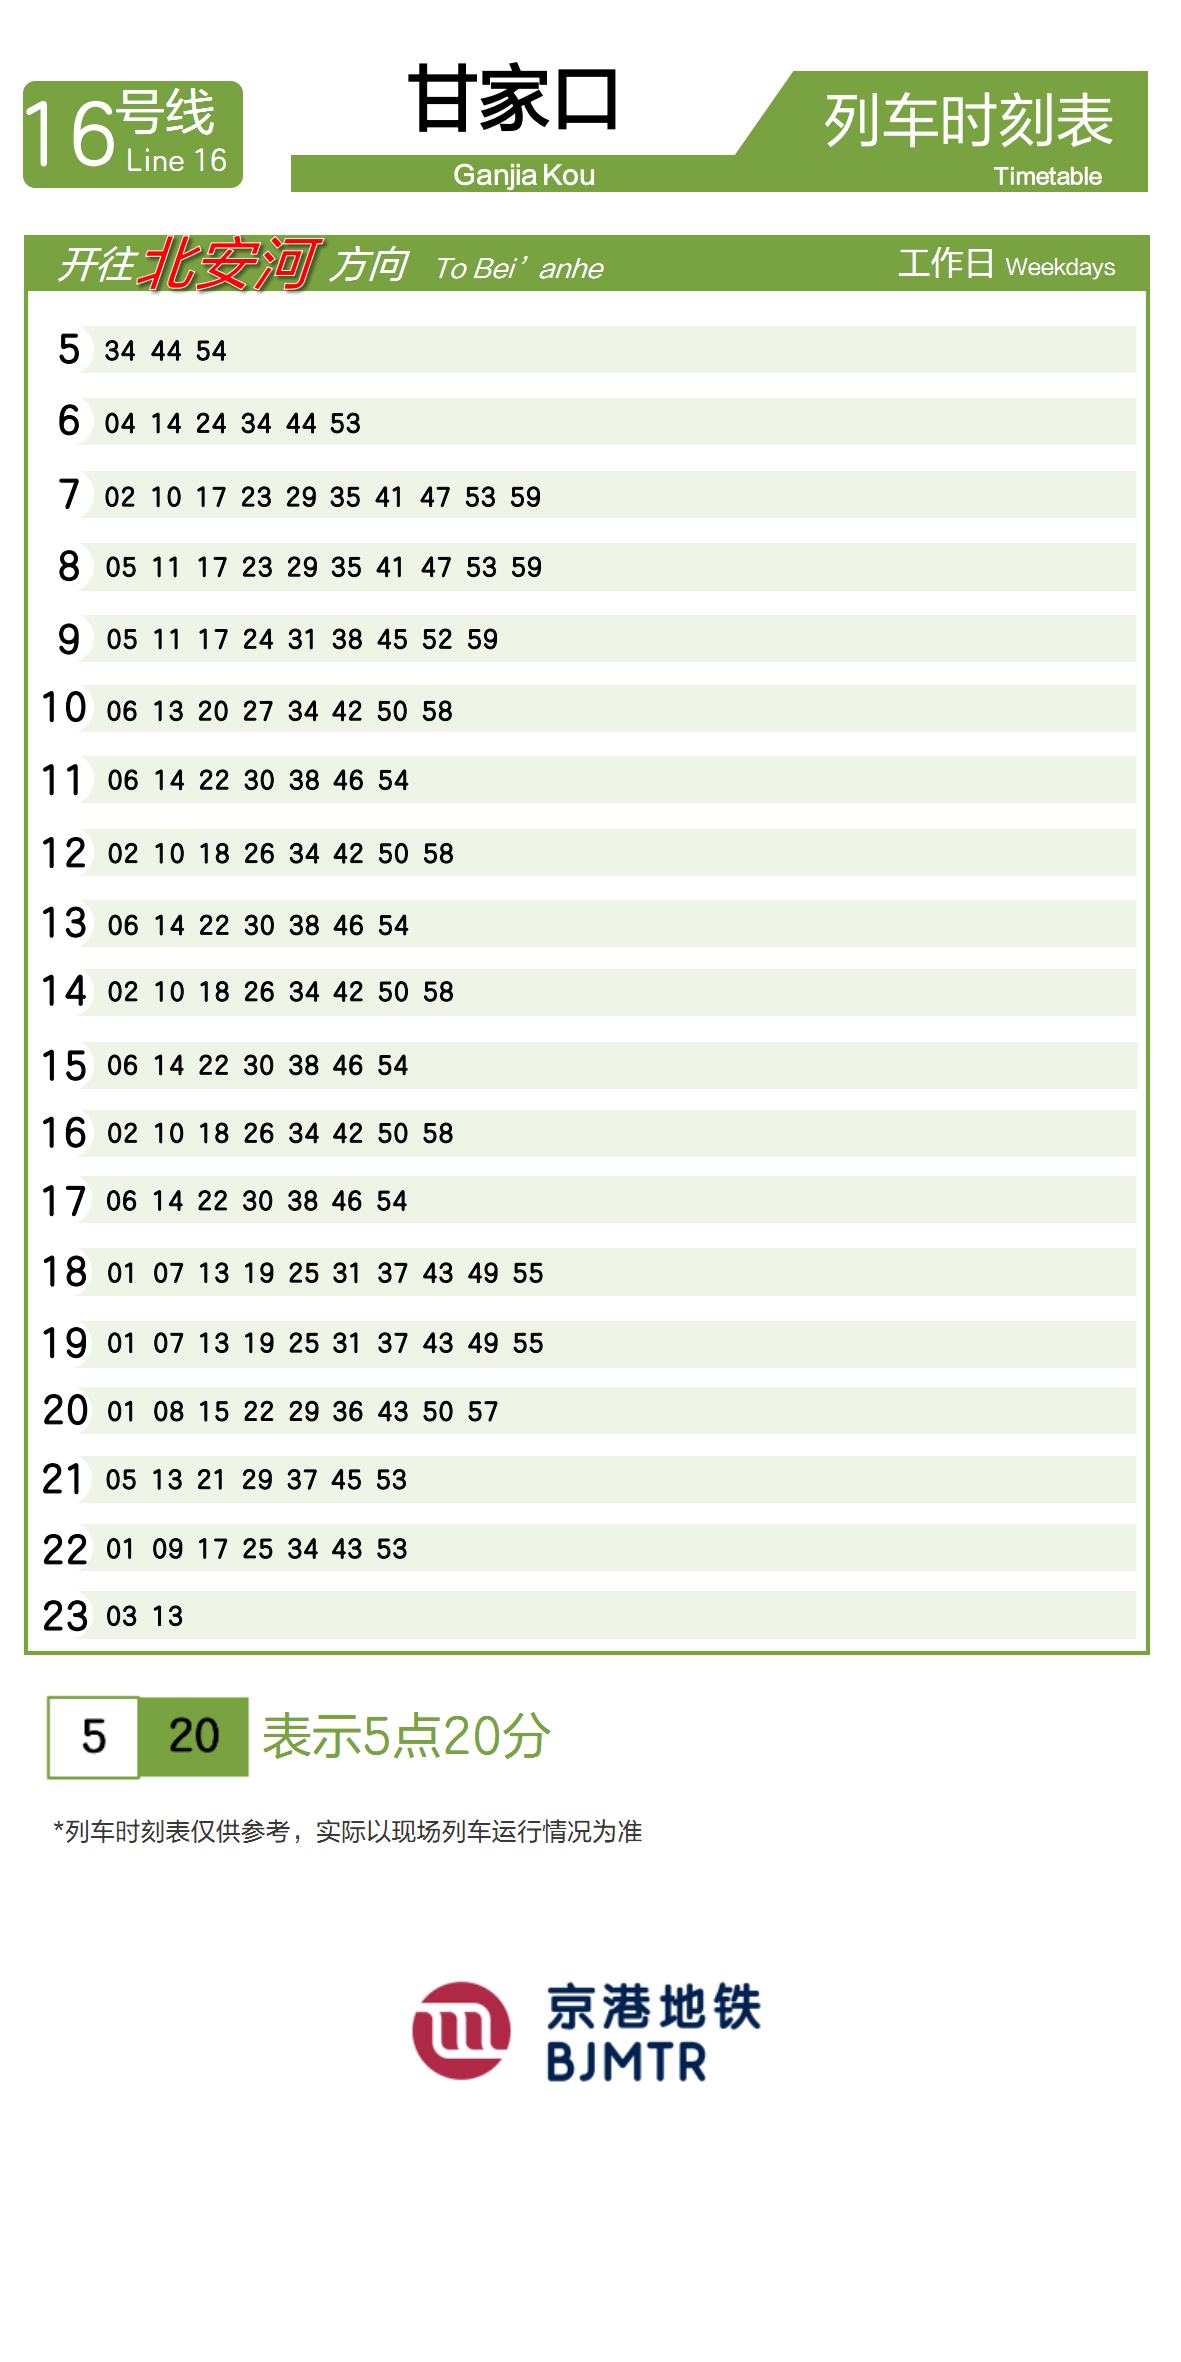 16号线
Line 16
甘家口
Ganjia Kou
列车时刻表
Timetable
开往北安河方向 To Bei’anhe 工作日 Weekdays
5 34 44 54
6 04 14 24 34 44 53
7 02 10 17 23 29 35 41 47 53 59
8 05 11 17 23 29 35 41 47 53 59
9 05 11 17 24 31 38 45 52 59
10 06 13 20 27 34 42 50 58
11 06 14 22 30 38 46 54
12 02 10 18 26 34 42 50 58
13 06 14 22 30 38 46 54
14 02 10 18 26 34 42 50 58
15 06 14 22 30 38 46 54
16 02 10 18 26 34 42 50 58
17 06 14 22 30 38 46 54
18 01 07 13 19 25 31 37 43 49 55
19 01 07 13 19 25 31 37 43 49 55
20 01 08 15 22 29 36 43 50 57
21 05 13 21 29 37 45 53
22 01 09 17 25 34 43 53
23 03 13
5 20 表示5点20分
*列车时刻表仅供参考，实际以现场列车运行情况为准
京港地铁
BJMTR